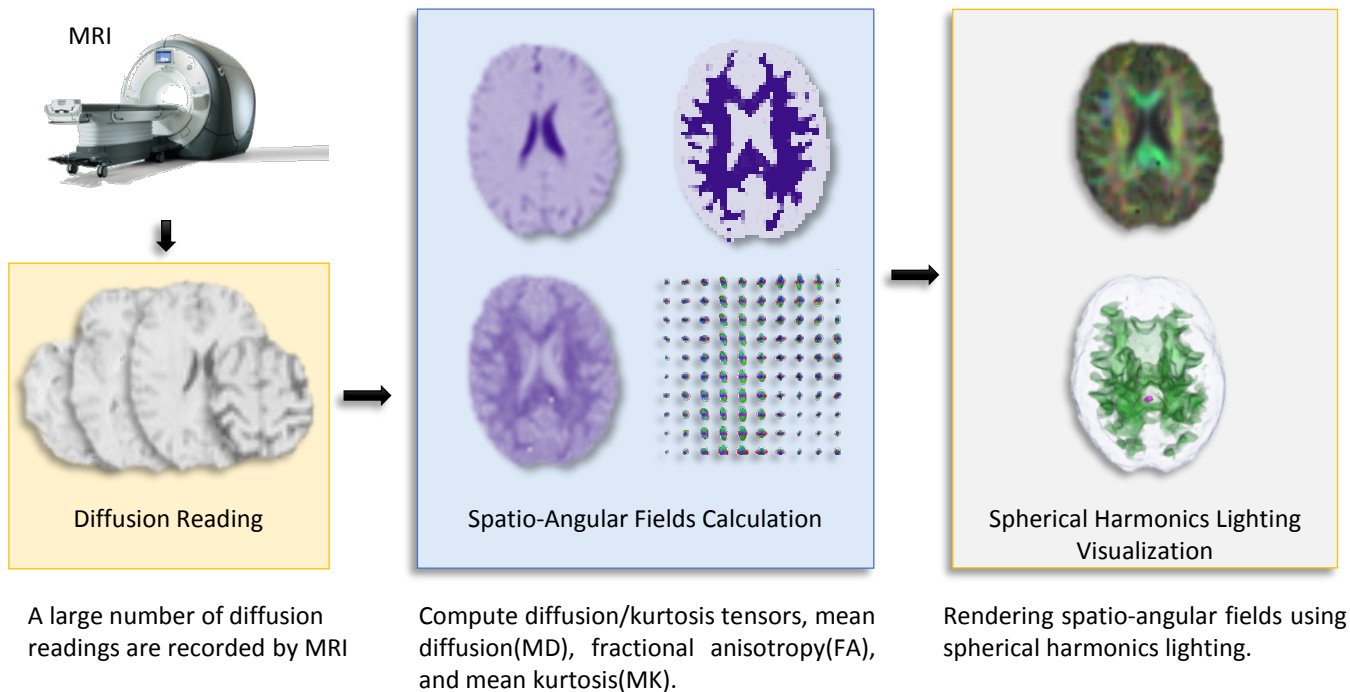 MRI
Diffusion Reading
Spatio-Angular Fields Calculation
Spherical Harmonics Lighting
Visualization
A large number of diffusion
readings are recorded by MRI
Compute diffusion/kurtosis tensors, mean
diffusion(MD), fractional anisotropy(FA),
and mean kurtosis(MK).
Rendering spatio-angular fields using
spherical harmonics lighting.